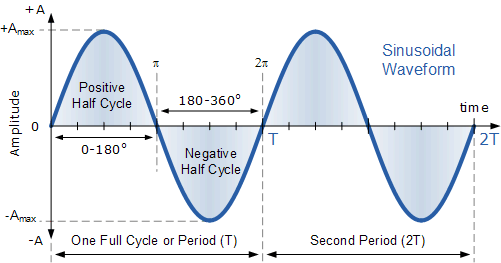 +A
+Amax
Sinusoidal
Waveform
π
2π
Positive
Half Cycle
180-360°
time
Amplitude
0
T
2T
0-180°
Negative
Half Cycle
-Amax
-A
One Full Cycle or Period (T)
Second Period (2T)